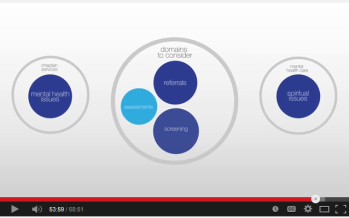 chaplain
services
mental health
issues
domains
to consider
referrals
assessments
screening
mental
health care
spiritual
issues
53:59 / 56:51